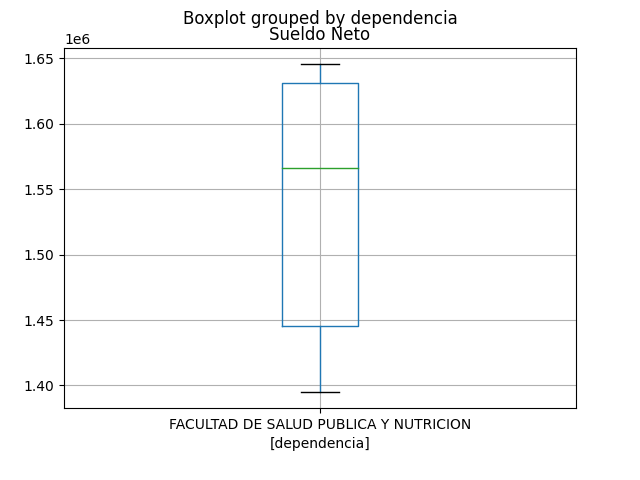 Boxplot grouped by dependencia
Sueldo Neto
1e6
1.65
1.60
1.55
1.50
1.45
1.40
FACULTAD DE SALUD PUBLICA Y NUTRICION
[dependencia]